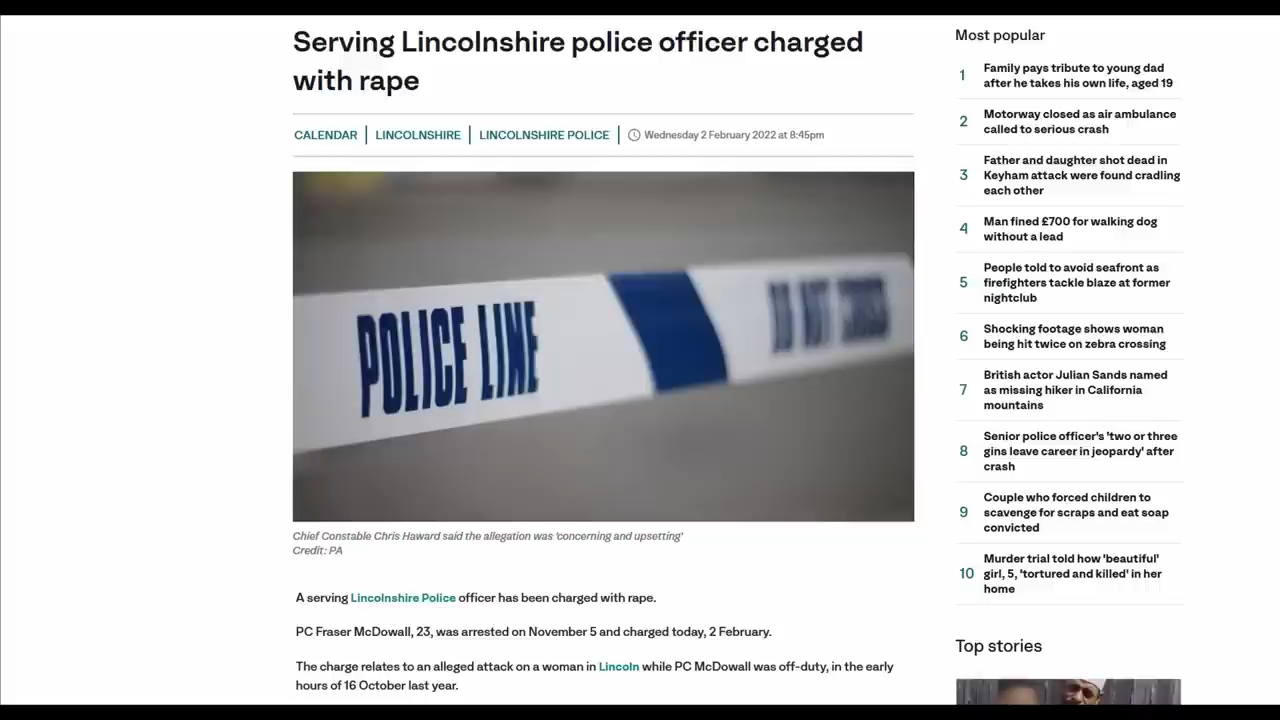 Serving Lincolnshire police officer charged
with rape
CALENDAR
LINCOLNSHIRE
LINCOLNSHIRE POLICE
Wednesday 2 February 2022 at 8:45pm
POLICE LINE
DO NOT CROSS
Chief Constable Chris Haward said the allegation was 'concerning and upsetting'
Credit: PA
A serving Lincolnshire Police officer has been charged with rape.
PC Fraser McDowall, 23, was arrested on November 5 and charged today, 2 February.
The charge relates to an alleged attack on a woman in Lincoln while PC McDowall was off-duty, in the early
hours of 16 October last year.
Most popular
1
Family pays tribute to young dad
after he takes his own life, aged 19
2
Motorway closed as air ambulance
called to serious crash
3
Father and daughter shot dead in
Keyham attack were found cradling
each other
4
Man fined £700 for walking dog
without a lead
5
People told to avoid seafront as
firefighters tackle blaze at former
nightclub
6
Shocking footage shows woman
being hit twice on zebra crossing
7
British actor Julian Sands named
as missing hiker in California
mountains
8
Senior police officer's 'two or three
gins leave career in jeopardy' after
crash
9
Couple who forced children to
scavenge for scraps and eat soap
convicted
10
Murder trial told how 'beautiful'
girl, 5, 'tortured and killed' in her
home
Top stories